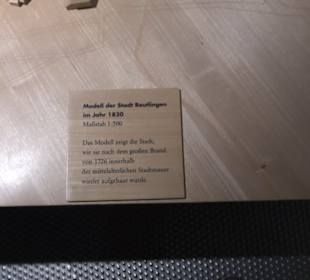 Modell der Stadt Reutlingen
im Jahr 1830
Maßstab 1:500
Das Modell zeigt die Stadt,
wie sie nach dem großen Brand
von 1726 innerhalb
der mittelalterlichen Stadtmauer
wieder aufgebaut wurde.